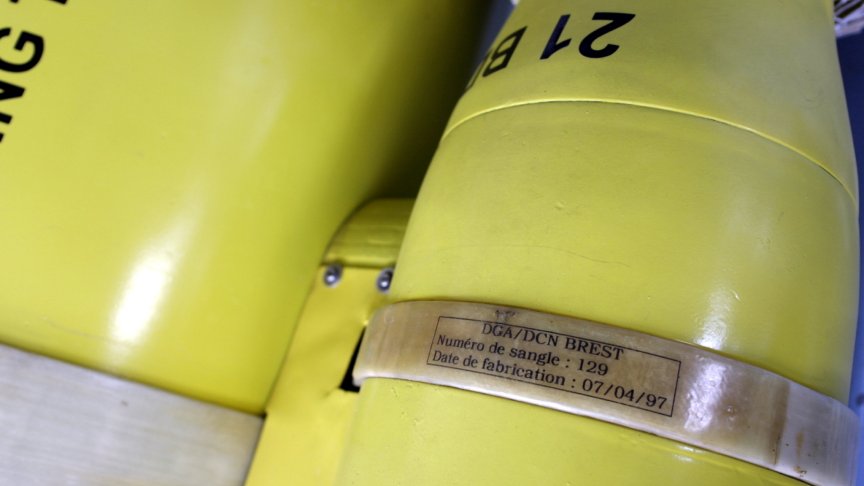 21
DGA/DCN BREST
Numéro de sangle : 129
Date de fabrication : 07/04/97